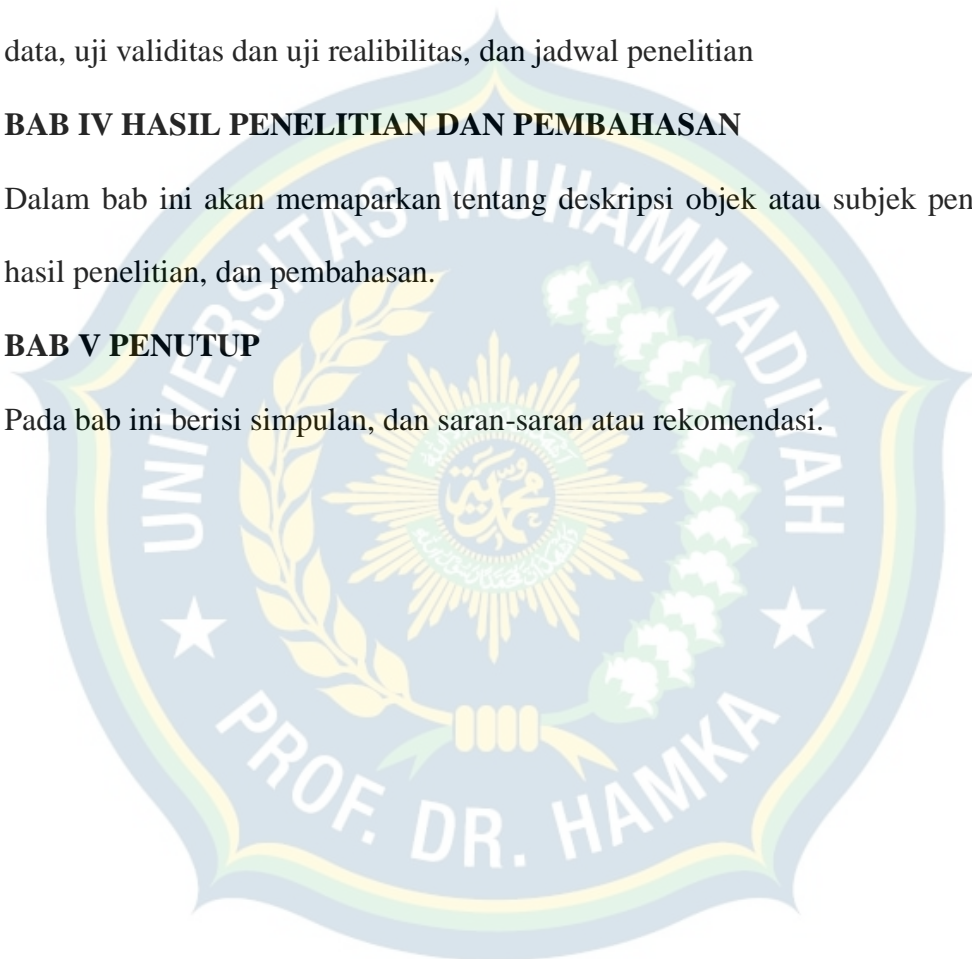 data, uji validitas dan uji realibilitas, dan jadwal penelitian
BAB IV HASIL PENELITIAN DAN PEMBAHASAN
Dalam bab ini akan memaparkan tentang deskripsi objek atau subjek pen
hasil penelitian, dan pembahasan.
BAB V PENUTUP
Pada bab ini berisi simpulan, dan saran-saran atau rekomendasi.
UNIVERSITAS MUHAMMADIYAH
محمدية
PROF. DR. HAMKA